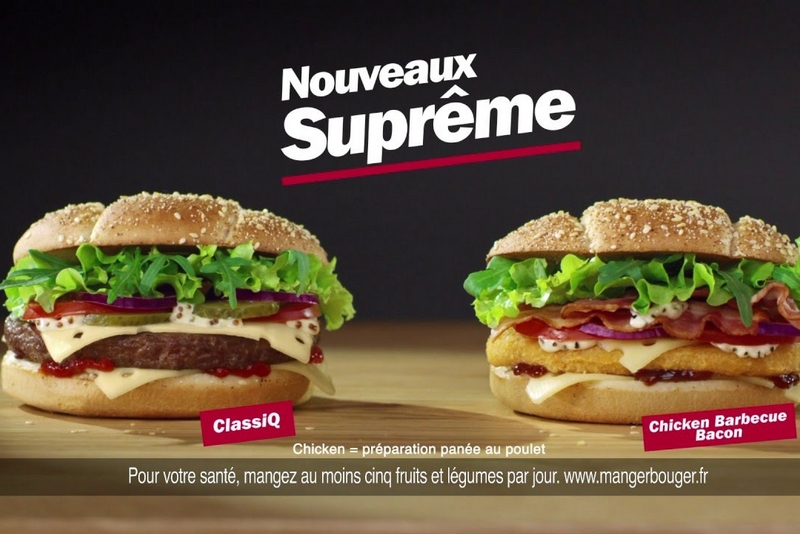 Nouveaux
Suprême
ClassiQ
Chicken Barbecue
Bacon
Chicken = préparation panée au poulet
Pour votre santé, mangez au moins cinq fruits et légumes par jour. www.mangerbouger.fr